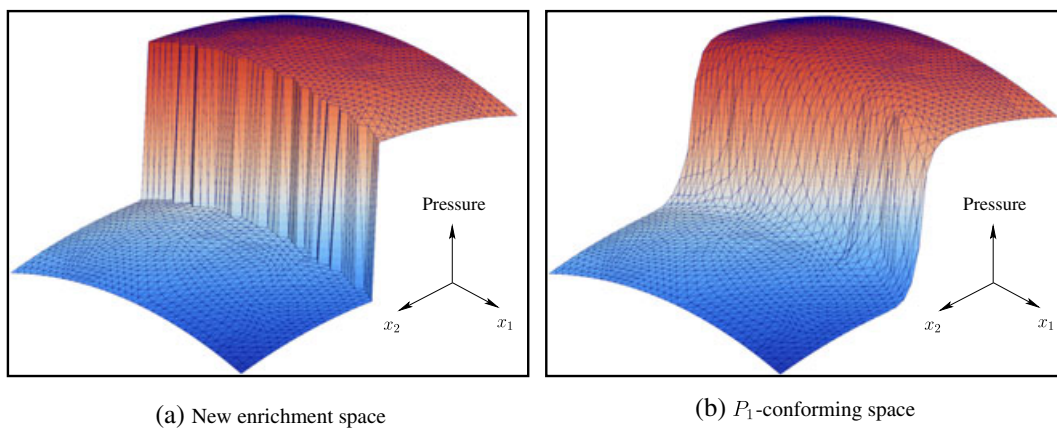 Pressure
x₂
x₁
Pressure
x₂
x₁
(a) New enrichment space
(b) P₁-conforming space